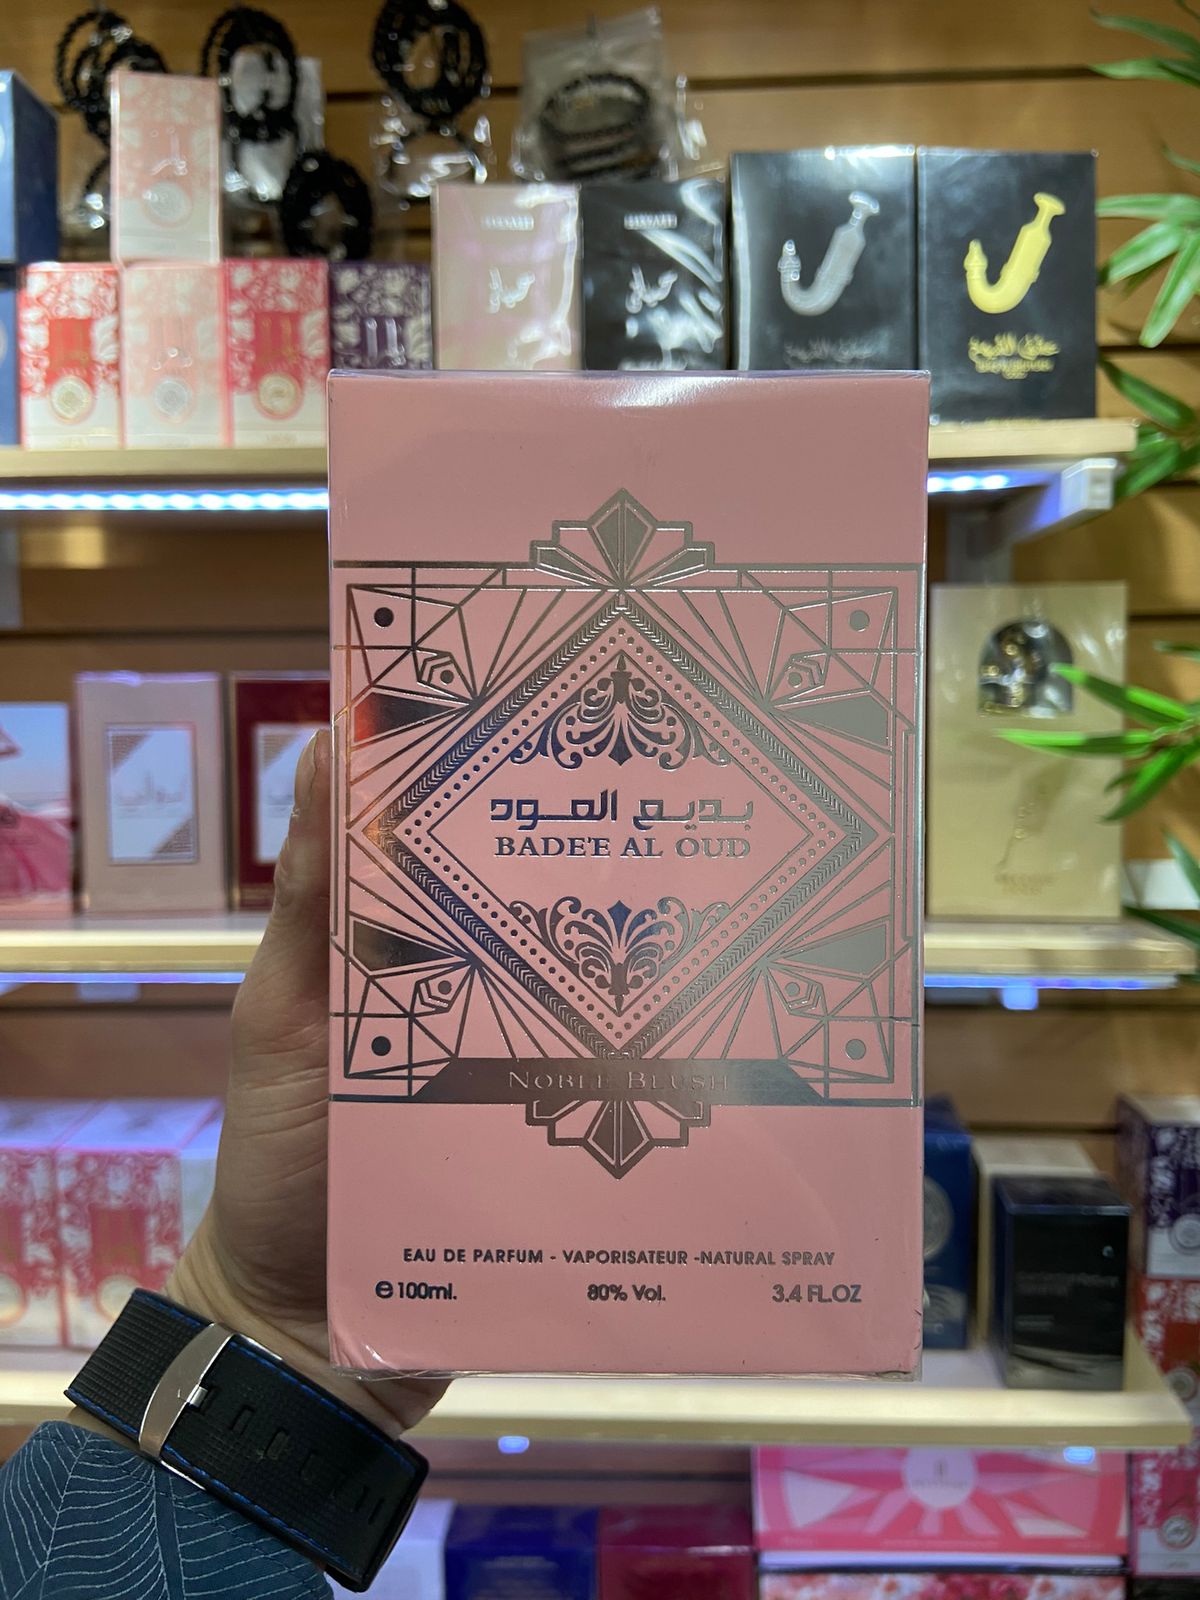 بديع العود
BADE'E AL OUD
NOBLE BLUSH
EAU DE PARFUM - VAPORISATEUR -NATURAL SPRAY
℮ 100ml. 80% Vol. 3.4 FL.OZ